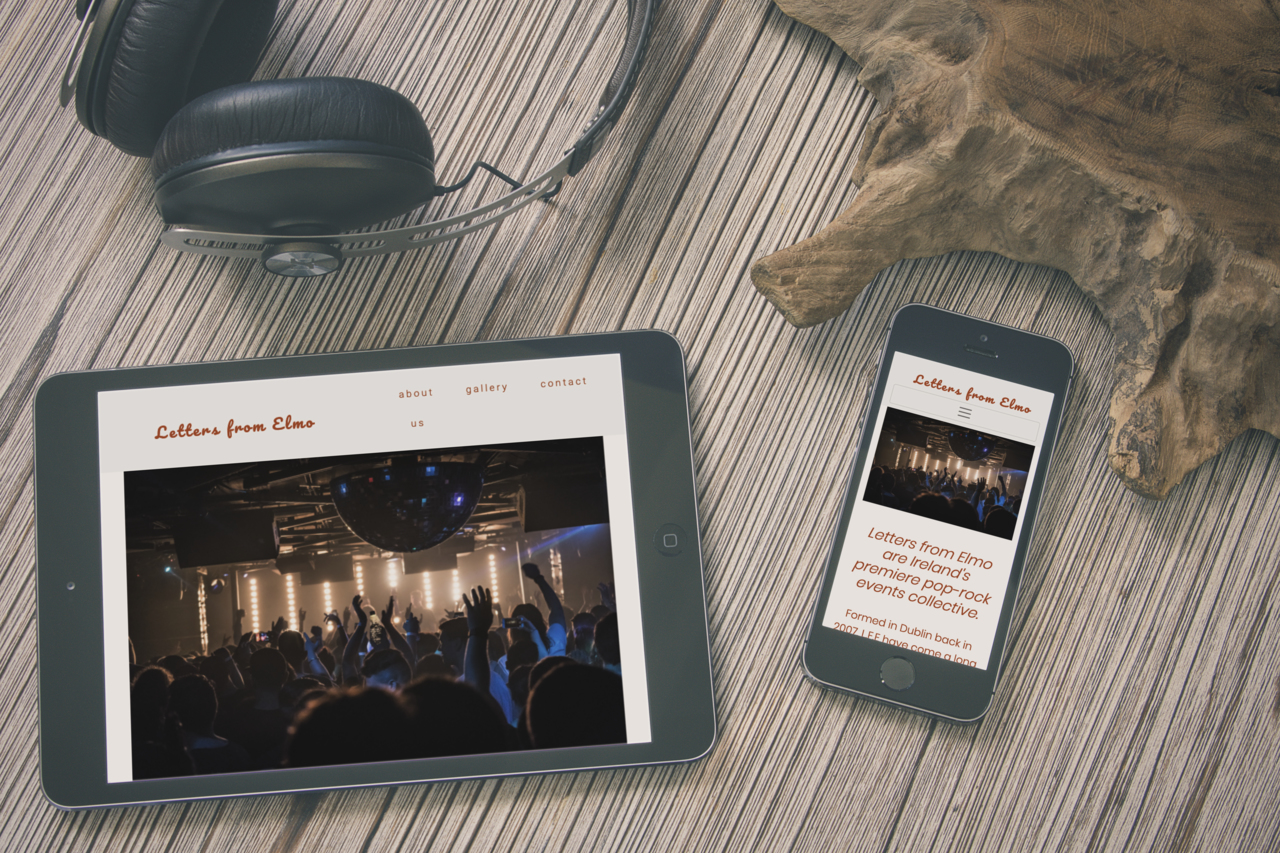 about gallery contact
us
Letters from Elmo
Letters from Elmo
Letters from Elmo
are Ireland's
premiere pop-rock
events collective.
Formed in Dublin back in
2007, LFE have come a long